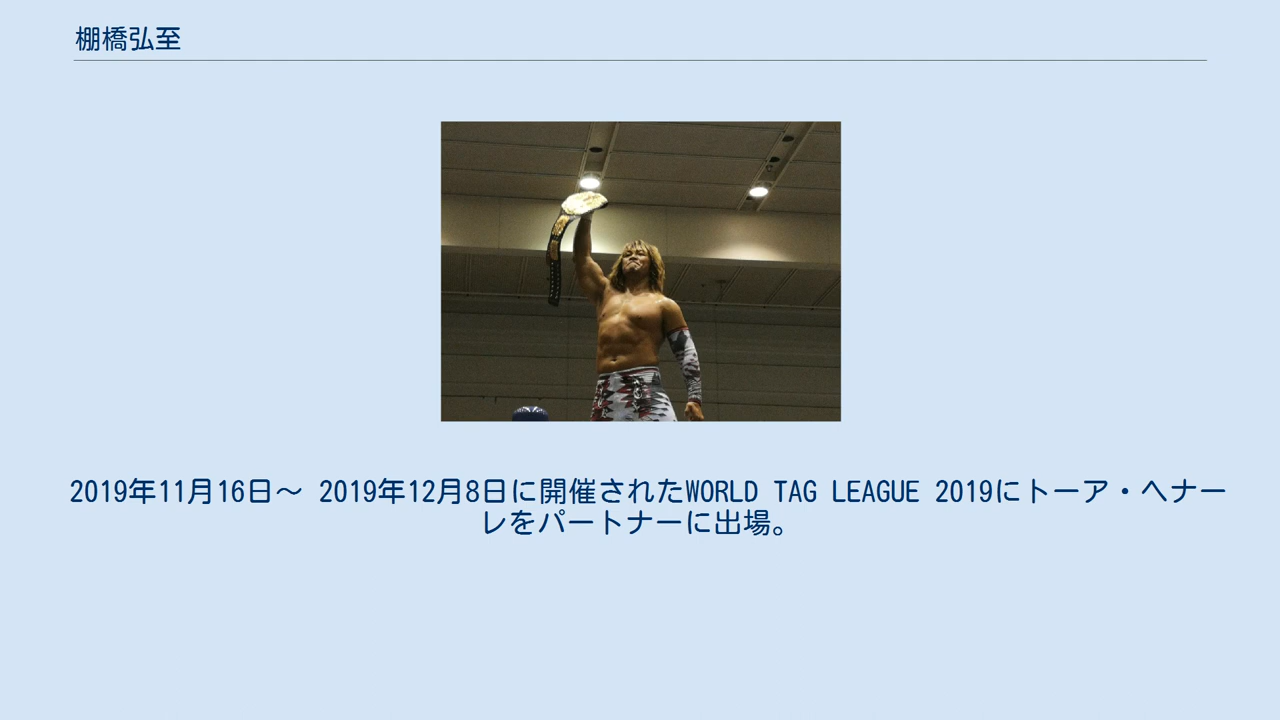 棚橋弘至
2019年11月16日～ 2019年12月8日に開催されたWORLD TAG LEAGUE 2019にトーア・ヘナー
レをパートナーに出場。